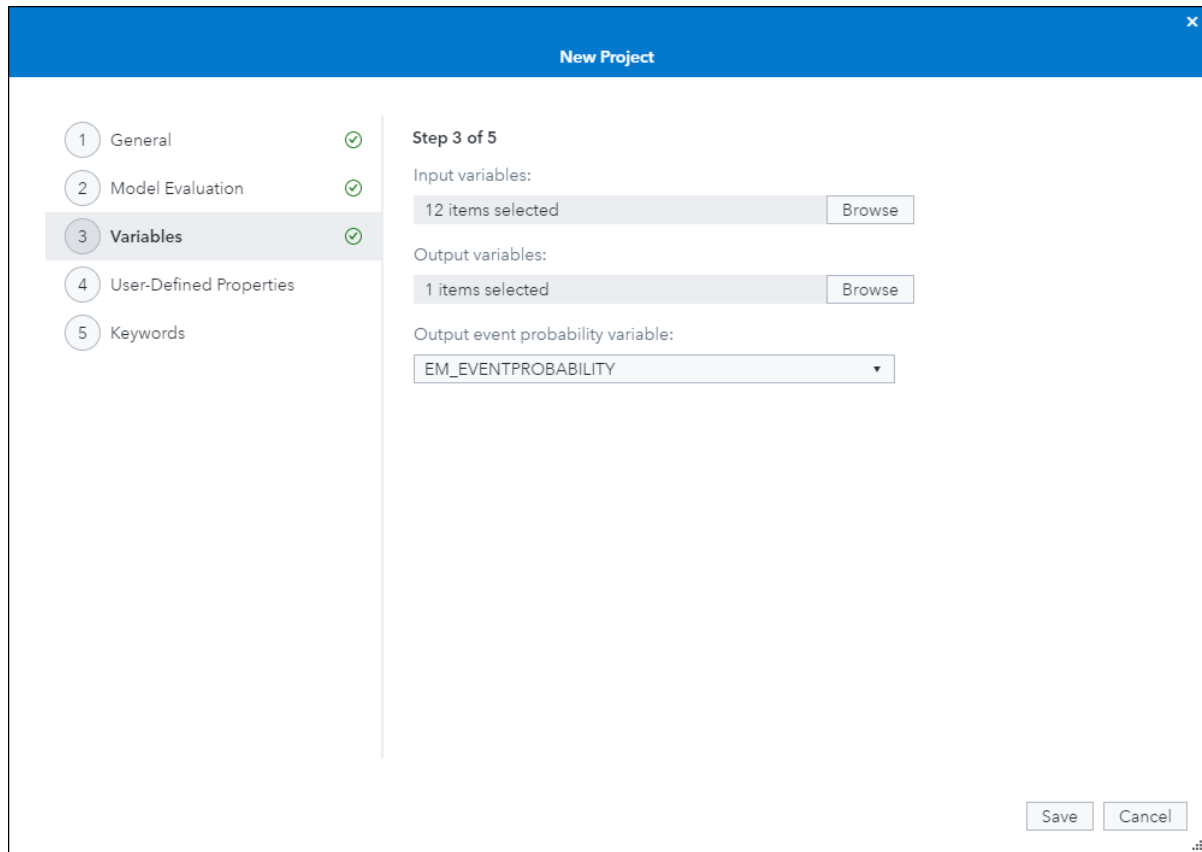 New Project
1 General
2 Model Evaluation
3 Variables
4 User-Defined Properties
5 Keywords
Step 3 of 5
Input variables:
12 items selected Browse
Output variables:
1 items selected Browse
Output event probability variable:
EM_EVENTPROBABILITY
Save Cancel